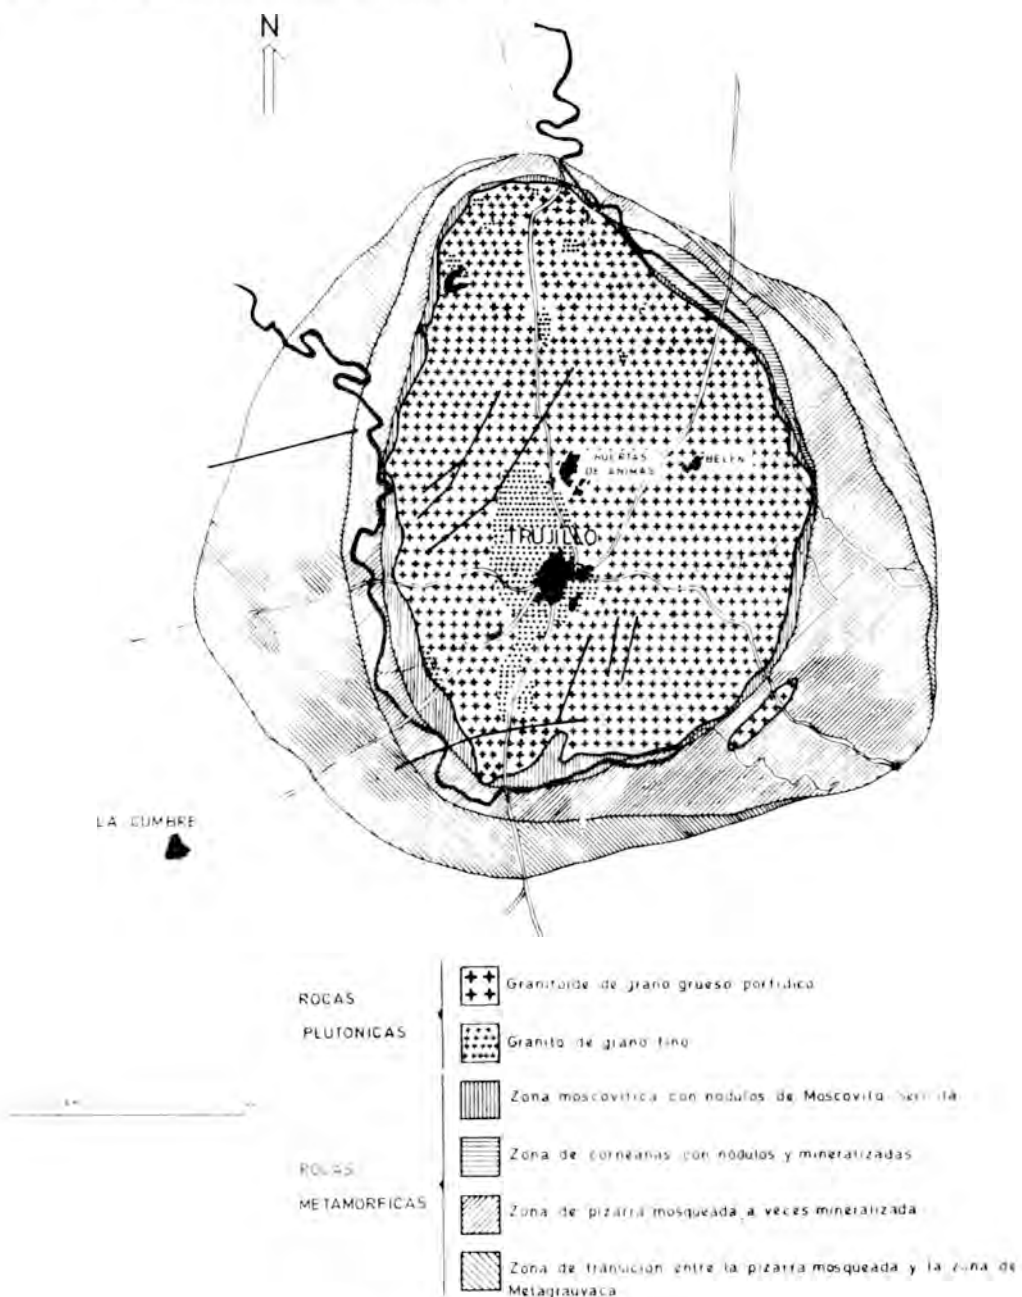 N
HUERTAS
DE ANIMAS
BELEN
TRUJILLO
LA CUMBRE
ROCAS
PLUTONICAS
Granitoide de grano grueso porfidico
Granito de grano fino
Zona moscovitica con nodulos de Moscovita
Zona de corneanas con nódulos y mineralizadas
ROCAS
METAMORFICAS
Zona de pizarra mosqueada a veces mineralizada
Zona de transicion entre la pizarra mosqueada y la zona de
Metagrauvaca